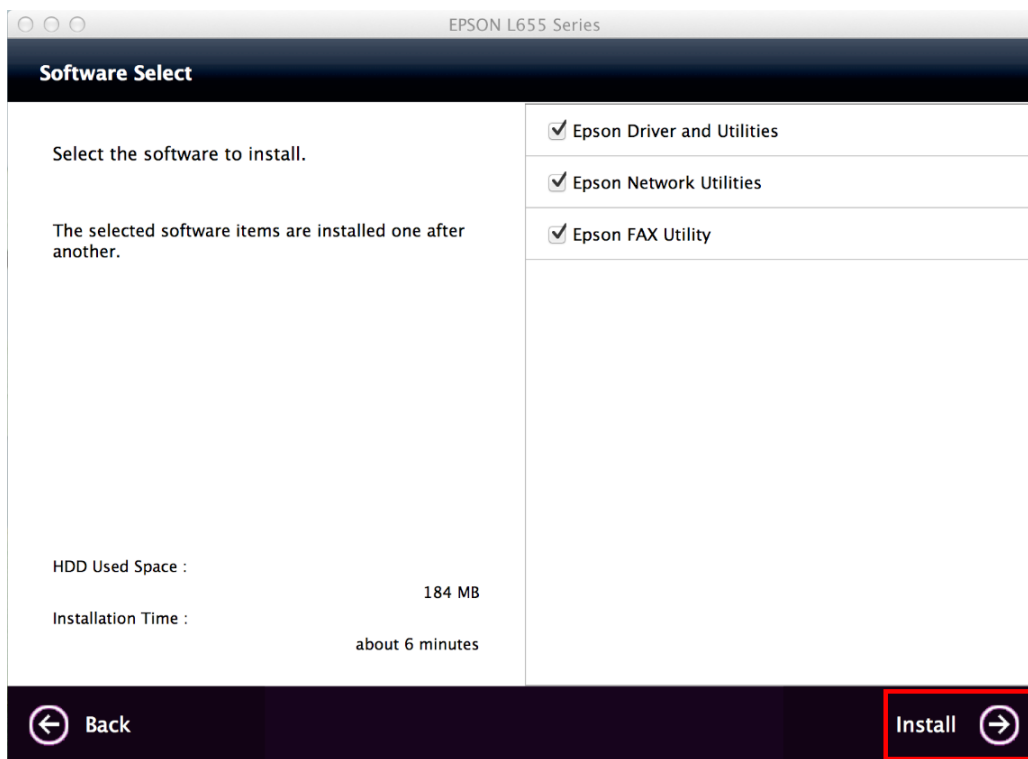 EPSON L655 Series
Software Select
Select the software to install.
The selected software items are installed one after
another.
HDD Used Space :
184 MB
Installation Time :
about 6 minutes
Epson Driver and Utilities
Epson Network Utilities
Epson FAX Utility
Back
Install